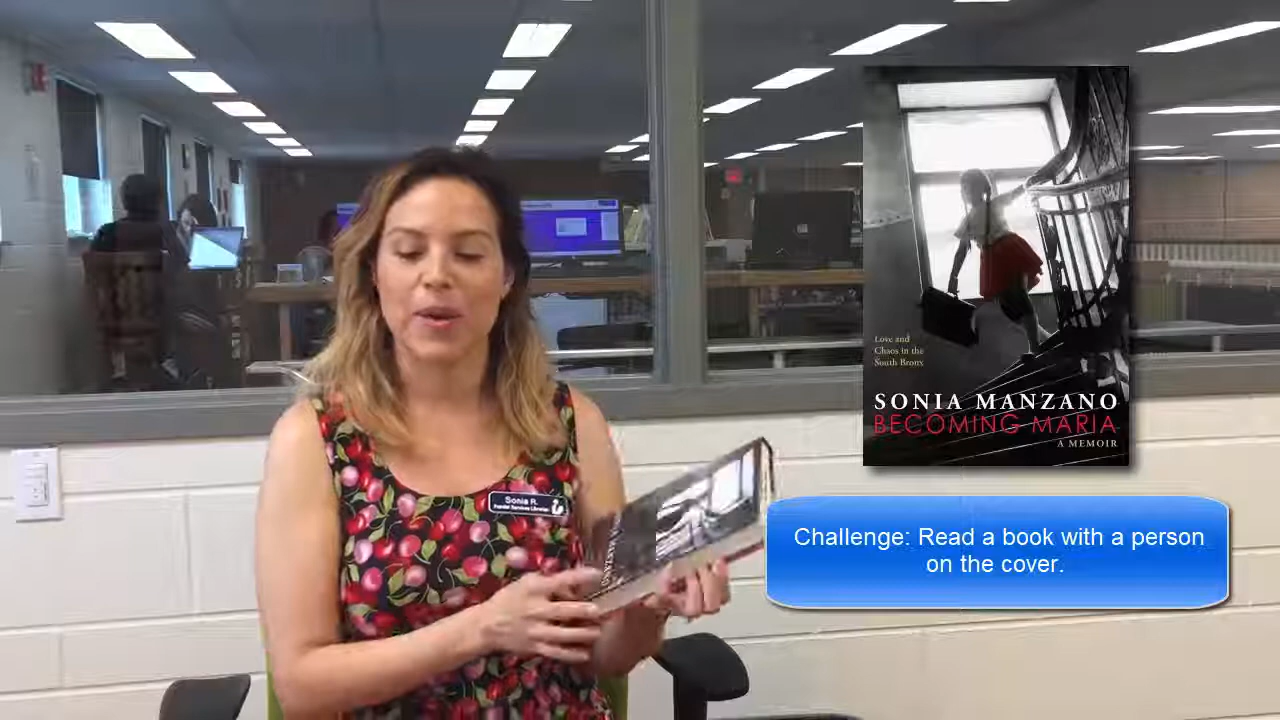 Love and
Chaos in the
South Bronx
SONIA MANZANO
BECOMING MARIA
A MEMOIR
Sonia R.
Challenge: Read a book with a person
on the cover.